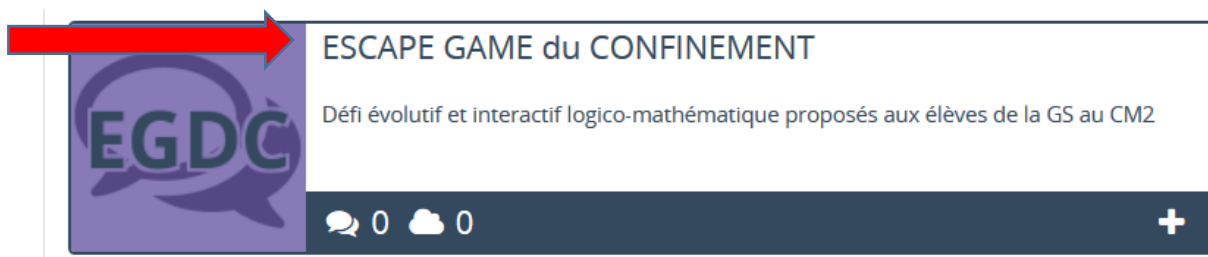 ESCAPE GAME du CONFINEMENT
Défi évolutif et interactif logico-mathématique proposés aux élèves de la GS au CM2
EGDC
0 0